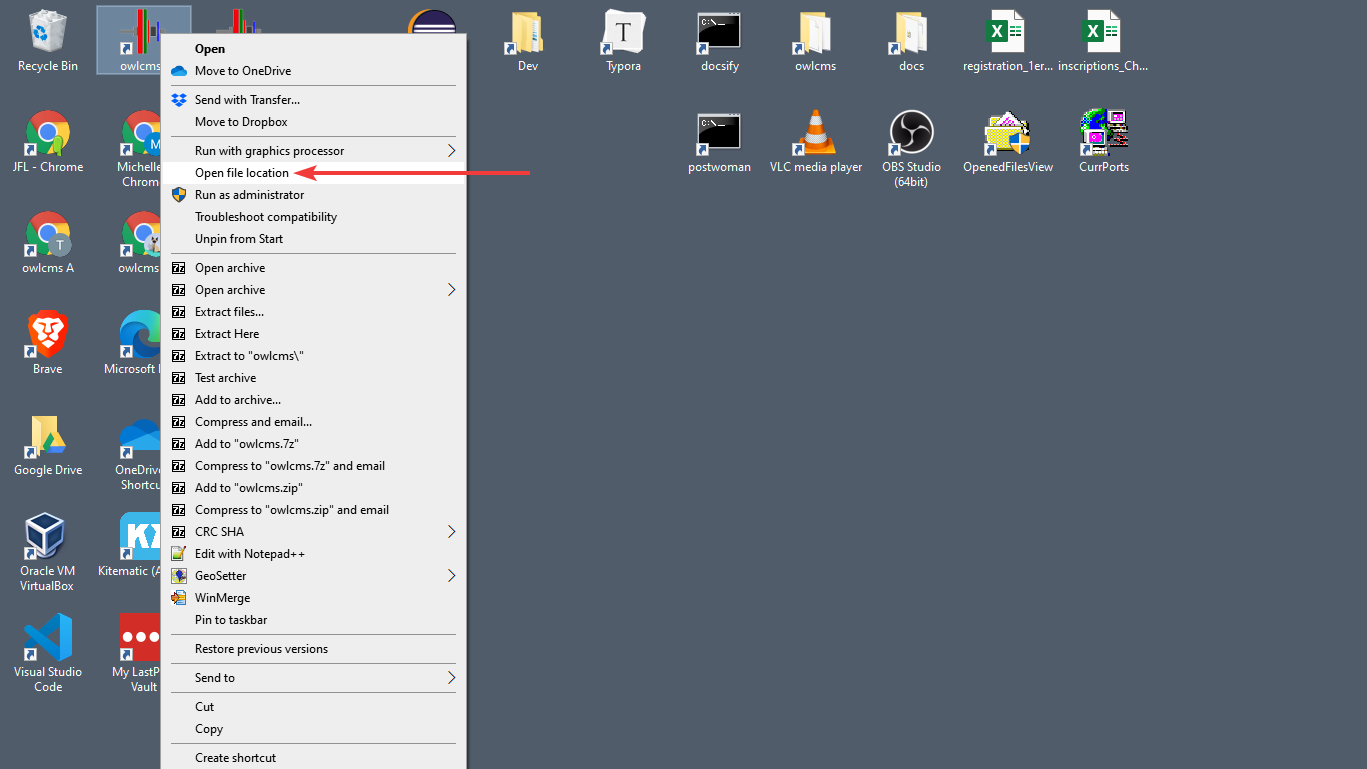 Recycle Bin
owlcms
Dev
Typora
docsify
owlcms
docs
registration_1er...
inscriptions_Ch...
JFL - Chrome
Michelle
Chrom
postwoman
VLC media player
OBS Studio
(64bit)
OpenedFilesView
CurrPorts
owlcms A
owlcms
Brave
Microsoft
Google Drive
OneDriv
Shortcu
Oracle VM
VirtualBox
Kitematic (A
Visual Studio
Code
My LastP
Vault
Open
Move to OneDrive
Send with Transfer...
Move to Dropbox
Run with graphics processor
Open file location
Run as administrator
Troubleshoot compatibility
Unpin from Start
Open archive
Open archive
Extract files...
Extract Here
Extract to "owlcms\"
Test archive
Add to archive...
Compress and email...
Add to "owlcms.7z"
Compress to "owlcms.7z" and email
Add to "owlcms.zip"
Compress to "owlcms.zip" and email
CRC SHA
Edit with Notepad++
GeoSetter
WinMerge
Pin to taskbar
Restore previous versions
Send to
Cut
Copy
Create shortcut